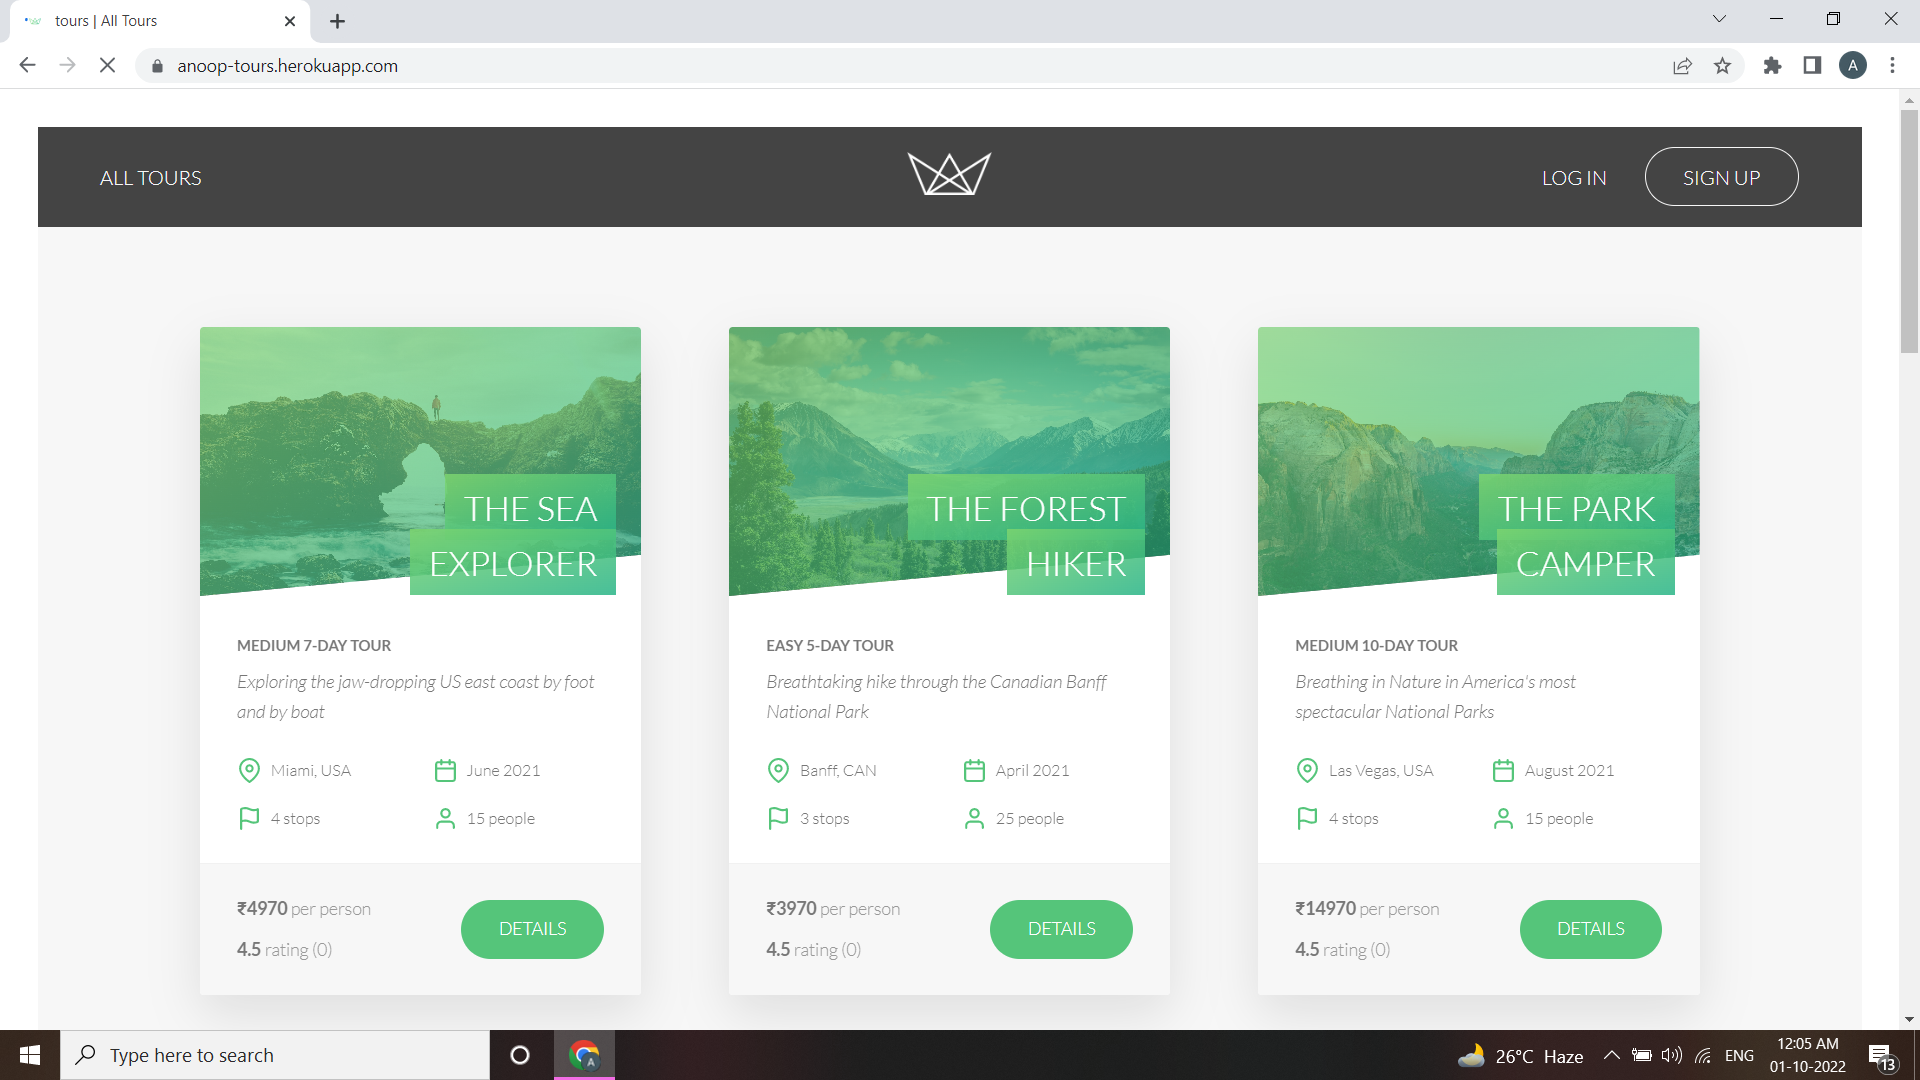 tours | All Tours
anoop-tours.herokuapp.com
A
ALL TOURS
LOG IN
SIGN UP
THE SEA
EXPLORER
MEDIUM 7-DAY TOUR
Exploring the jaw-dropping US east coast by foot
and by boat
Miami, USA
June 2021
4 stops
15 people
₹4970 per person
4.5 rating (0)
DETAILS
THE FOREST
HIKER
EASY 5-DAY TOUR
Breathtaking hike through the Canadian Banff
National Park
Banff, CAN
April 2021
3 stops
25 people
₹3970 per person
4.5 rating (0)
DETAILS
THE PARK
CAMPER
MEDIUM 10-DAY TOUR
Breathing in Nature in America's most
spectacular National Parks
Las Vegas, USA
August 2021
4 stops
15 people
₹14970 per person
4.5 rating (0)
DETAILS
Type here to search
A
26°C Haze
ENG
12:05 AM
01-10-2022
13